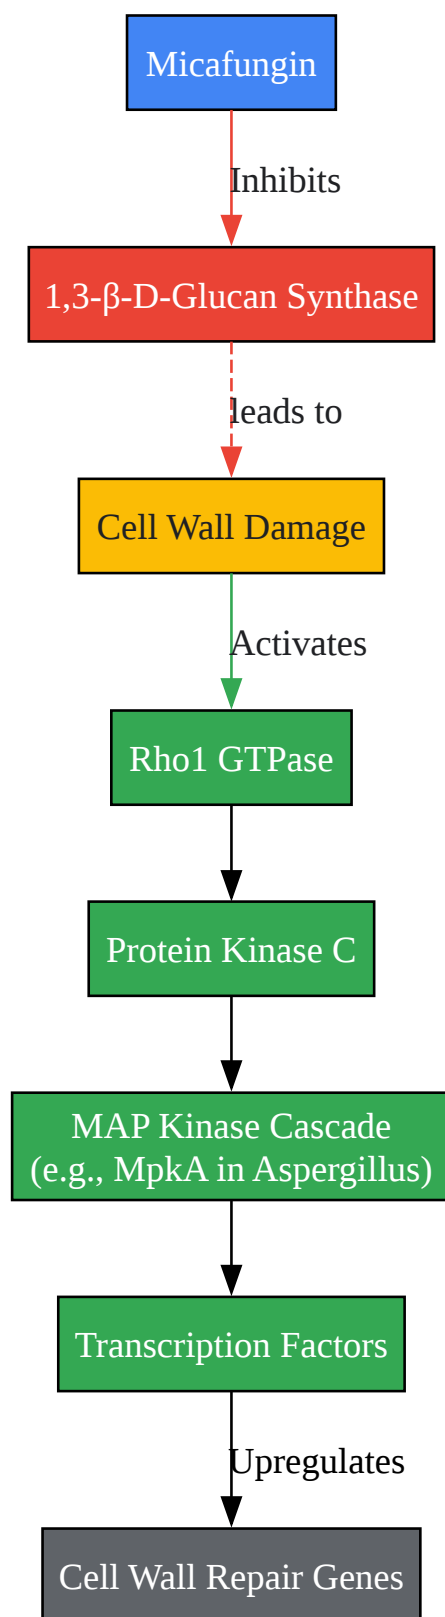 Micafungin
Inhibits
1,3-β-D-Glucan Synthase
leads to
Cell Wall Damage
Activates
Rho1 GTPase
Protein Kinase C
MAP Kinase Cascade
(e.g., MpkA in Aspergillus)
Transcription Factors
Upregulates
Cell Wall Repair Genes